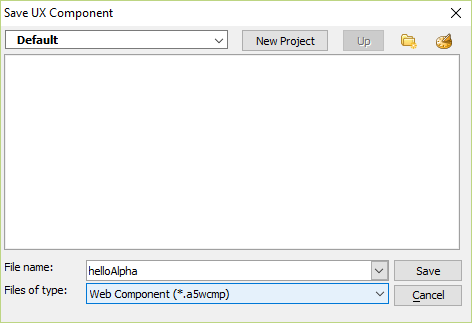 Save UX Component
Default
New Project
Up
File name:
helloAlpha
Save
Files of type:
Web Component (*.a5wcmp)
Cancel